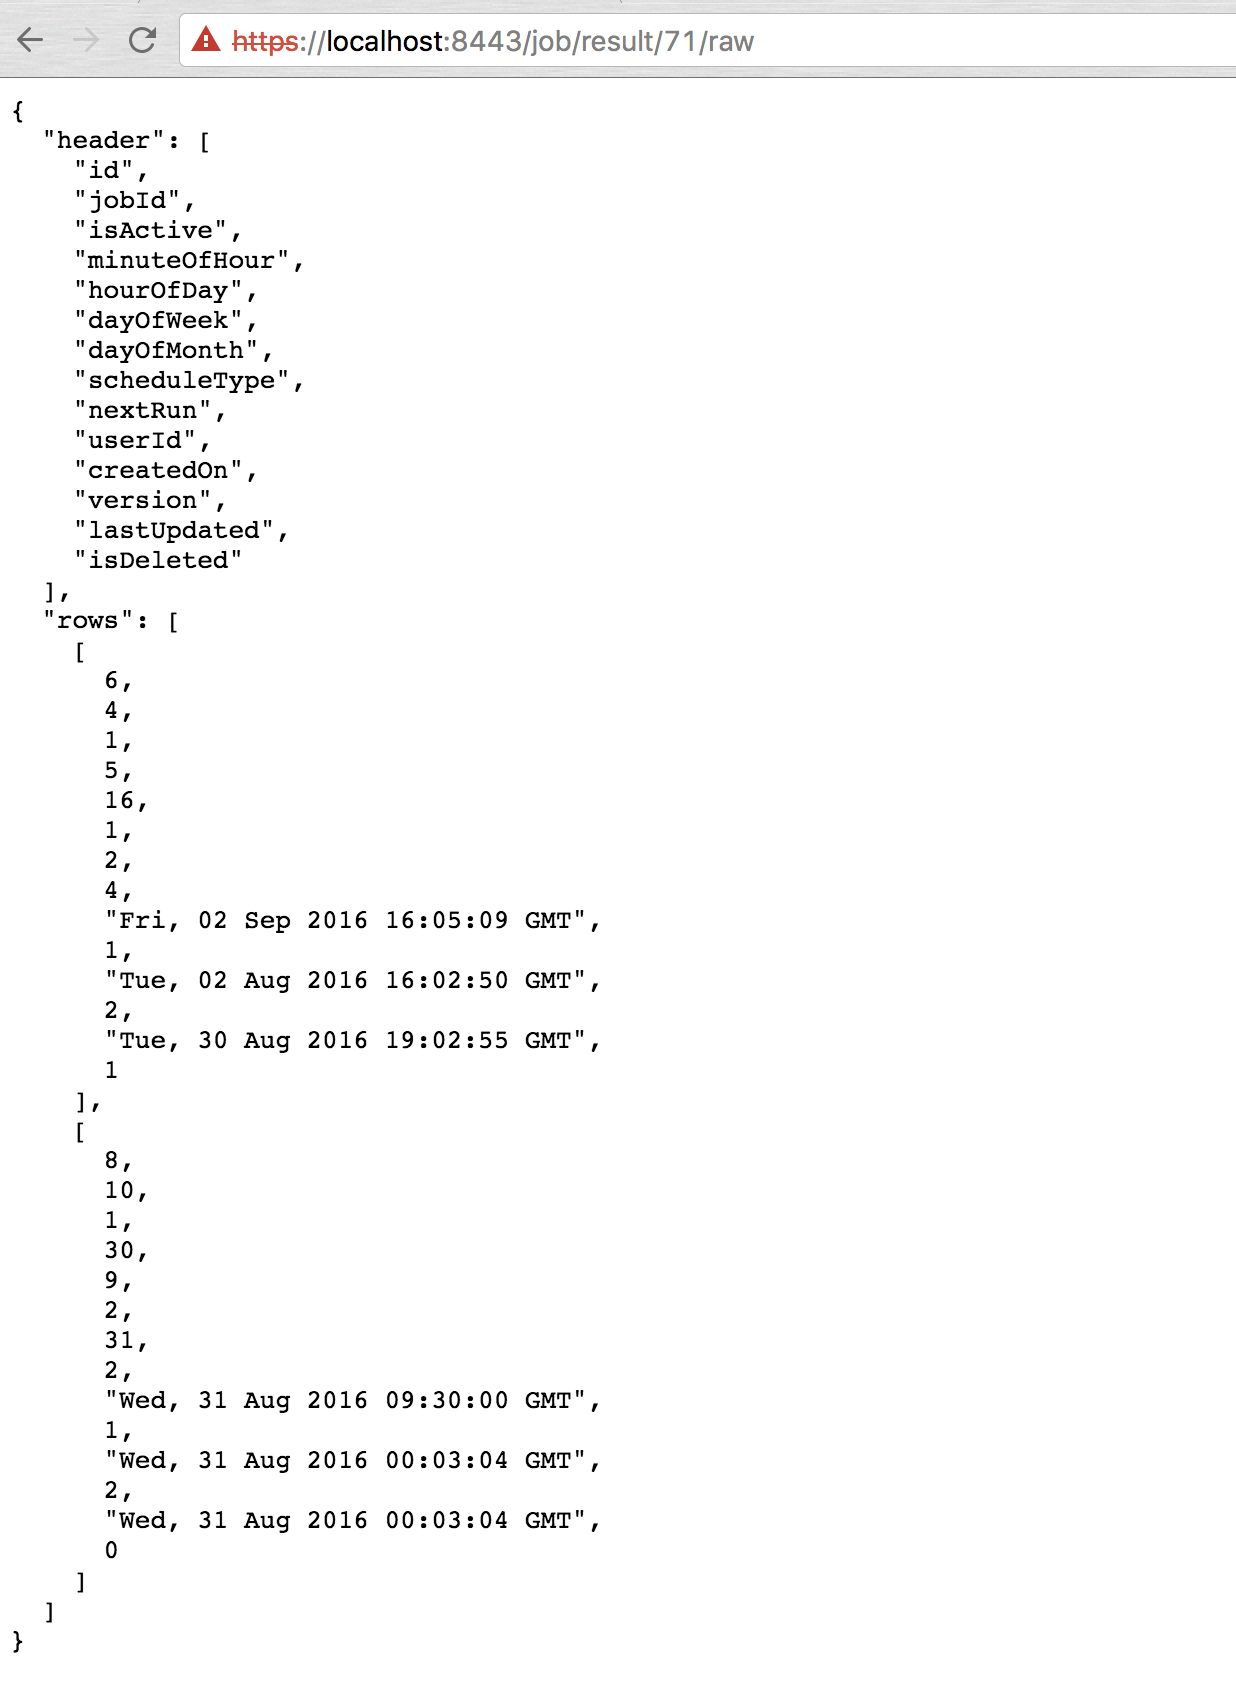 https://localhost:8443/job/result/71/raw
{
  "header": [
    "id",
    "jobId",
    "isActive",
    "minuteOfHour",
    "hourOfDay",
    "dayOfWeek",
    "dayOfMonth",
    "scheduleType",
    "nextRun",
    "userId",
    "createdOn",
    "version",
    "lastUpdated",
    "isDeleted"
  ],
  "rows": [
    [
      6,
      4,
      1,
      5,
      16,
      1,
      2,
      4,
      "Fri, 02 Sep 2016 16:05:09 GMT",
      1,
      "Tue, 02 Aug 2016 16:02:50 GMT",
      2,
      "Tue, 30 Aug 2016 19:02:55 GMT",
      1
    ],
    [
      8,
      10,
      1,
      30,
      9,
      2,
      31,
      2,
      "Wed, 31 Aug 2016 09:30:00 GMT",
      1,
      "Wed, 31 Aug 2016 00:03:04 GMT",
      2,
      "Wed, 31 Aug 2016 00:03:04 GMT",
      0
    ]
  ]
}